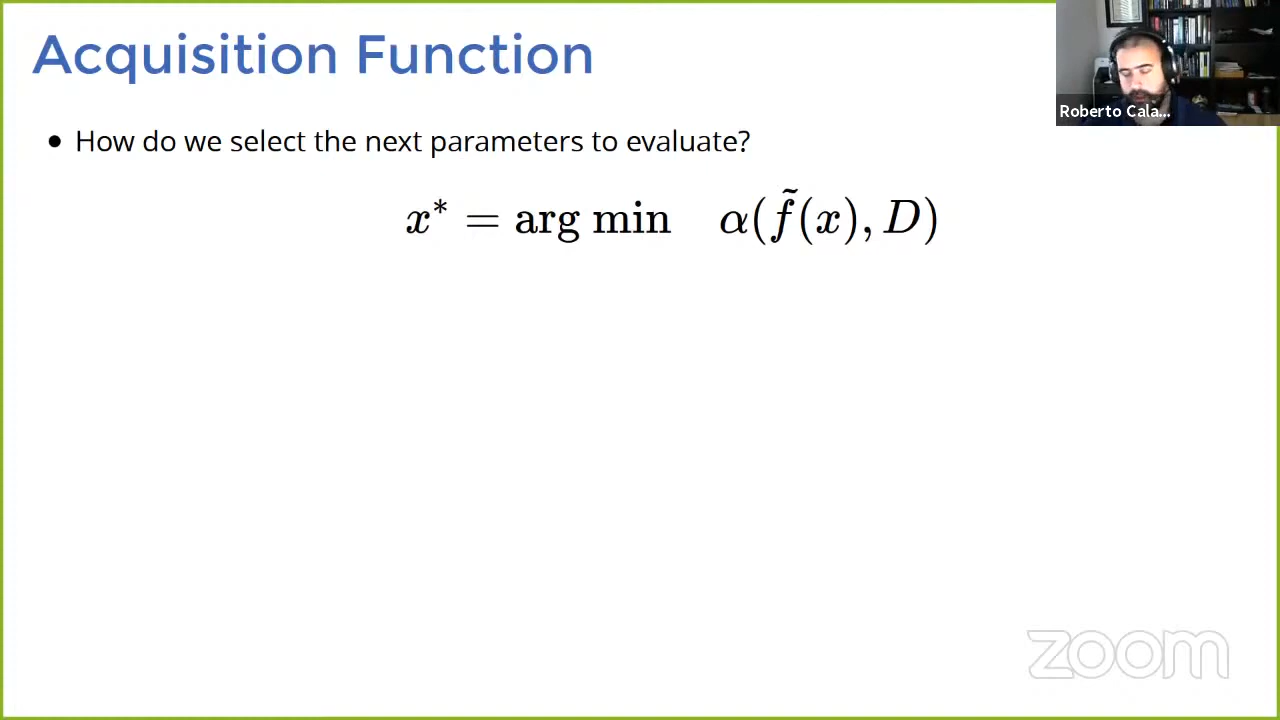 Acquisition Function
• How do we select the next parameters to evaluate?
x* = arg min α(f̃(x), D)
Roberto Cala...
zoom